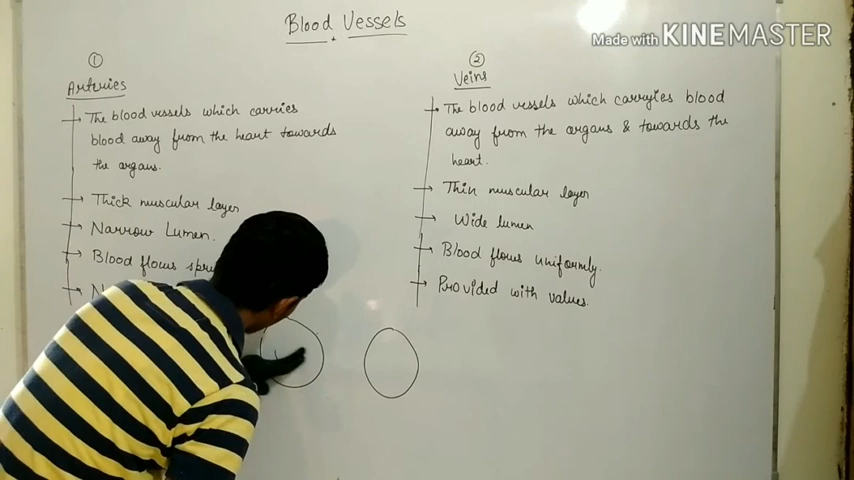 Blood Vessels
Made with KINEMASTER
①
Arteries
The blood vessels which carries
blood away from the heart towards
the organs.
Thick muscular layer
Narrow Lumen.
Blood flows
②
Veins
The blood vessels which carryies blood
away from the organs & towards the
heart.
Thin muscular layer
Wide lumen
Blood flows uniformly.
Provided with values.